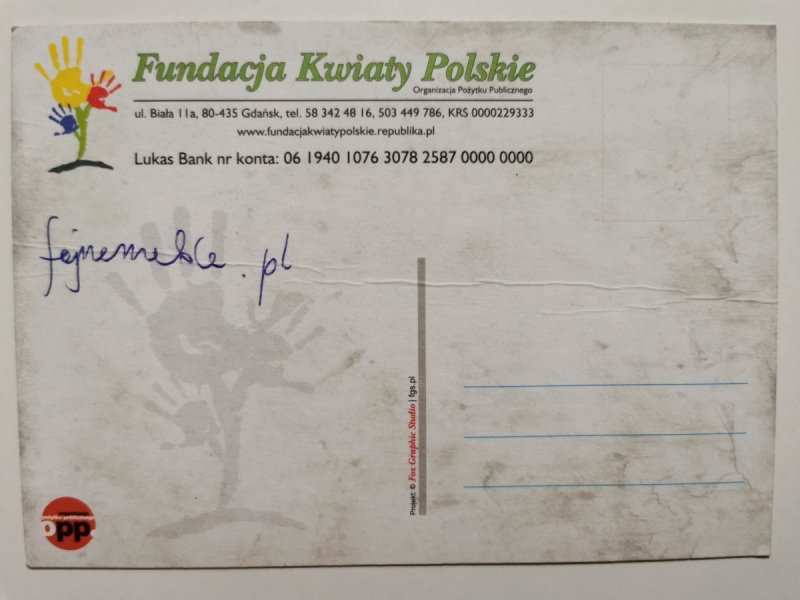 Fundacja Kwiaty Polskie
Organizacja Pożytku Publicznego
ul. Biała 11a, 80-435 Gdańsk, tel. 58 342 48 16, 503 449 786, KRS 0000229333
www.fundacjakwiatypolskie.republika.pl
Lukas Bank nr konta: 06 1940 1076 3078 2587 0000 0000
fajnemeble.pl
Projekt: © Fox Graphic Studio | fgs.pl
pożytku publicznego
opp